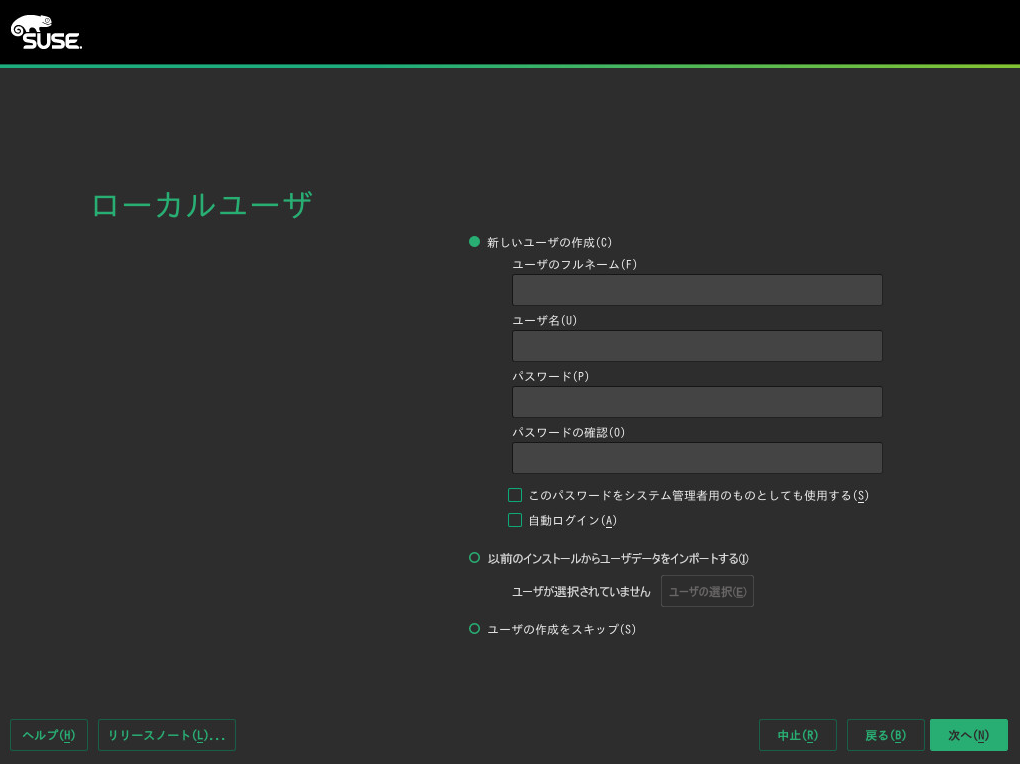 SUSE.
ローカルユーザ
新しいユーザの作成(C)
ユーザのフルネーム(F)
ユーザ名(U)
パスワード(P)
パスワードの確認(O)
このパスワードをシステム管理者用のものとしても使用する(S)
自動ログイン(A)
以前のインストールからユーザデータをインポートする(I)
ユーザが選択されていません ユーザの選択(E)
ユーザの作成をスキップ(S)
ヘルプ(H) リリースノート(L)... 中止(R) 戻る(B) 次へ(N)